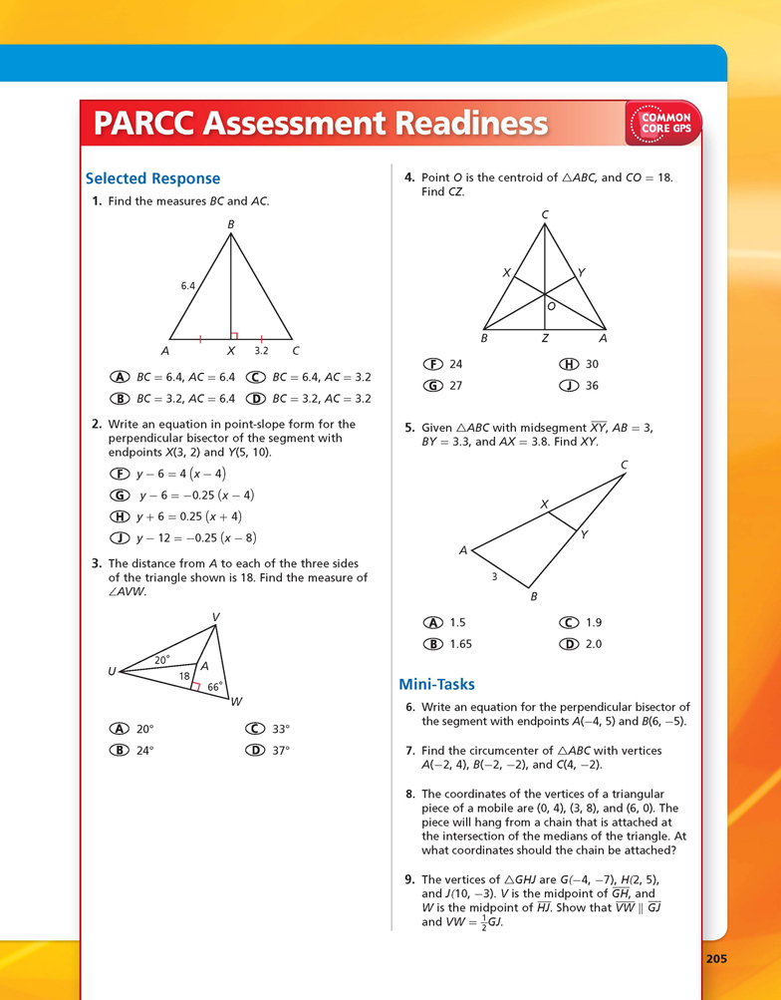 PARCC Assessment Readiness
COMMON
CORE GPS
Selected Response
1. Find the measures BC and AC.
B
6.4
A X 3.2 C
A BC = 6.4, AC = 6.4 C BC = 6.4, AC = 3.2
B BC = 3.2, AC = 6.4 D BC = 3.2, AC = 3.2
2. Write an equation in point-slope form for the
perpendicular bisector of the segment with
endpoints X(3, 2) and Y(5, 10).
F y − 6 = 4 (x − 4)
G y − 6 = −0.25 (x − 4)
H y + 6 = 0.25 (x + 4)
J y − 12 = −0.25 (x − 8)
3. The distance from A to each of the three sides
of the triangle shown is 18. Find the measure of
∠AVW.
V
20°
A
U
18
66°
W
A 20° C 33°
B 24° D 37°
4. Point O is the centroid of △ABC, and CO = 18.
Find CZ.
C
X Y
O
B Z A
F 24 H 30
G 27 J 36
5. Given △ABC with midsegment X̅Y̅, AB = 3,
BY = 3.3, and AX = 3.8. Find XY.
C
X
Y
A
3
B
A 1.5 C 1.9
B 1.65 D 2.0
Mini-Tasks
6. Write an equation for the perpendicular bisector of
the segment with endpoints A(−4, 5) and B(6, −5).
7. Find the circumcenter of △ABC with vertices
A(−2, 4), B(−2, −2), and C(4, −2).
8. The coordinates of the vertices of a triangular
piece of a mobile are (0, 4), (3, 8), and (6, 0). The
piece will hang from a chain that is attached at
the intersection of the medians of the triangle. At
what coordinates should the chain be attached?
9. The vertices of △GHJ are G(−4, −7), H(2, 5),
and J(10, −3). V is the midpoint of G̅H̅, and
W is the midpoint of H̅J̅. Show that V̅W̅ ∥ G̅J̅
and VW = 1/2 GJ.
205